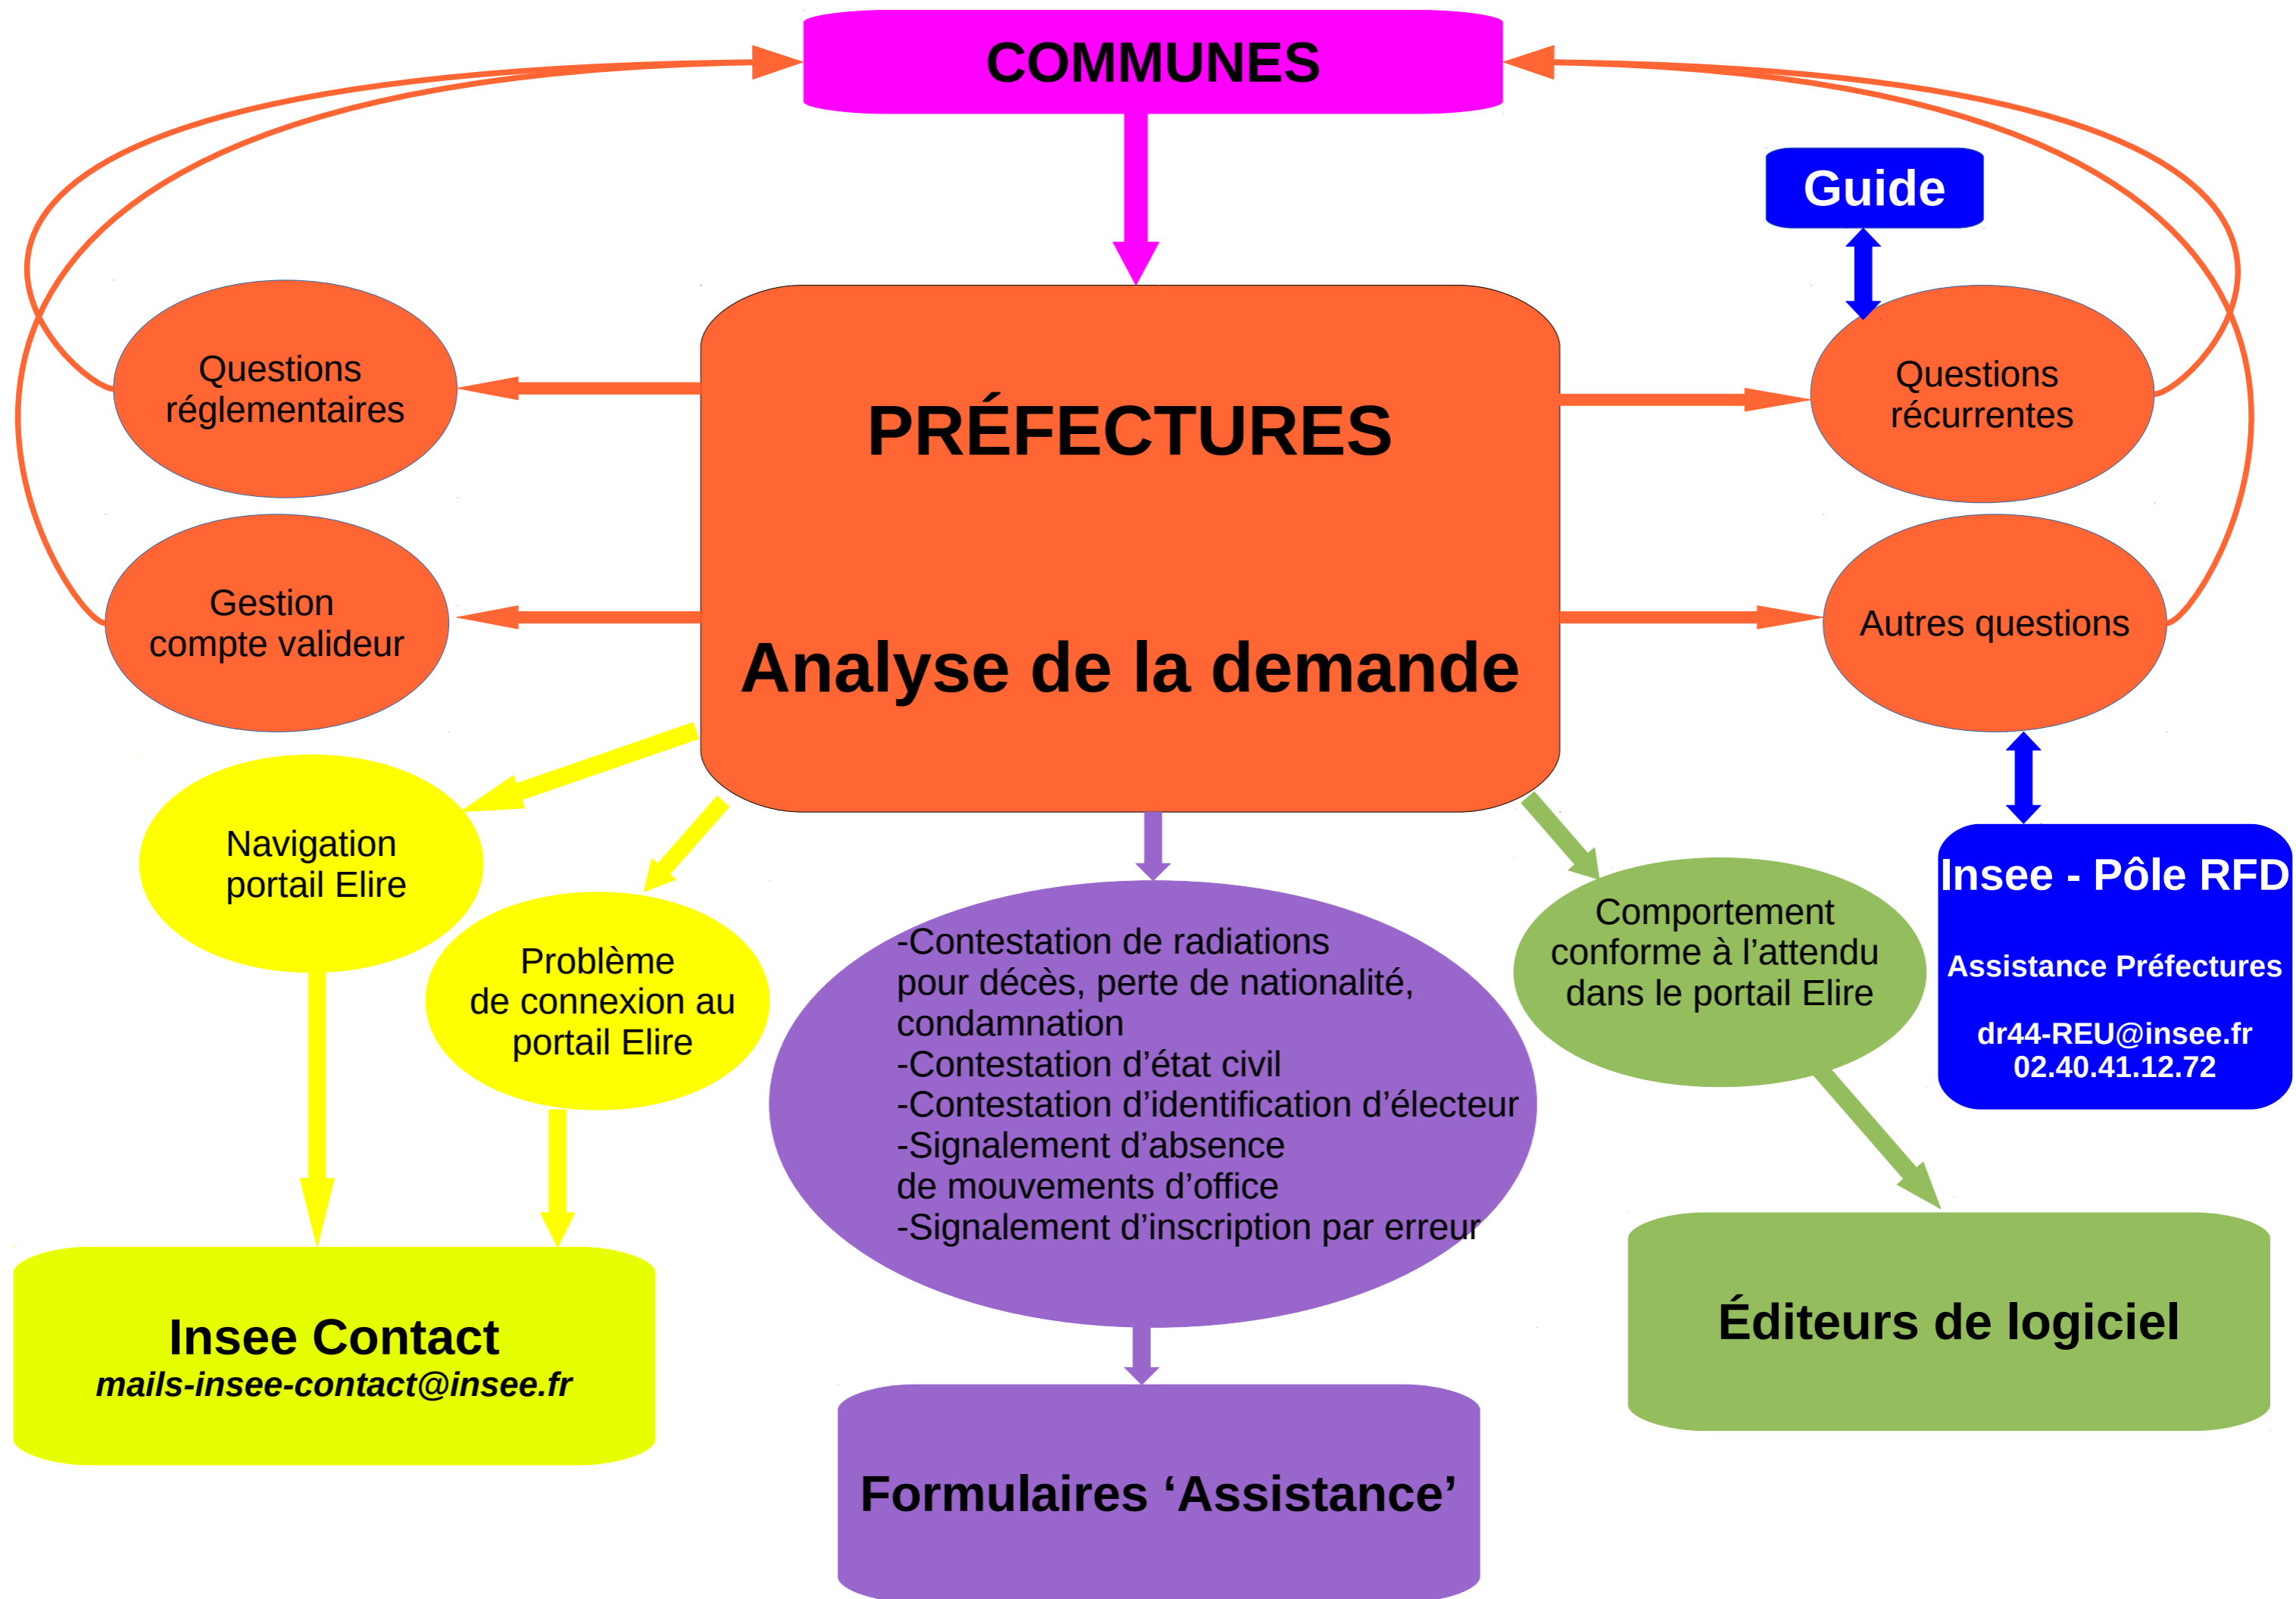 COMMUNES
Guide
Questions
réglementaires
PRÉFECTURES
Questions
récurrentes
Gestion
compte valideur
Analyse de la demande
Autres questions
Navigation
portail Elire
Problème
de connexion au
portail Elire
-Contestation de radiations
pour décès, perte de nationalité,
condamnation
-Contestation d’état civil
-Contestation d’identification d’électeur
-Signalement d’absence
de mouvements d’office
-Signalement d’inscription par erreur
Comportement
conforme à l’attendu
dans le portail Elire
Insee - Pôle RFD
Assistance Préfectures
dr44-REU@insee.fr
02.40.41.12.72
Insee Contact
mails-insee-contact@insee.fr
Éditeurs de logiciel
Formulaires ‘Assistance’